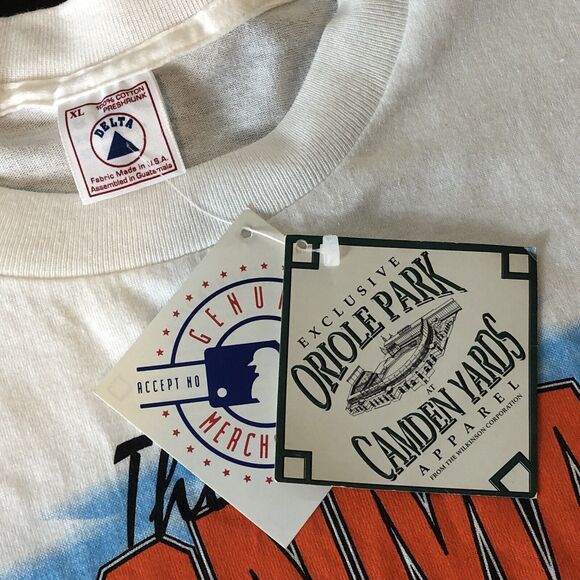 XL
100% COTTON
PRESHRUNK
DELTA
Fabric Made in U.S.A.
Assembled in Guatemala
GENU
ACCEPT NO
MERCH
EXCLUSIVE
ORIOLE PARK
AT
CAMDEN YARDS
APPAREL
FROM THE WILKINSON CORPORATION